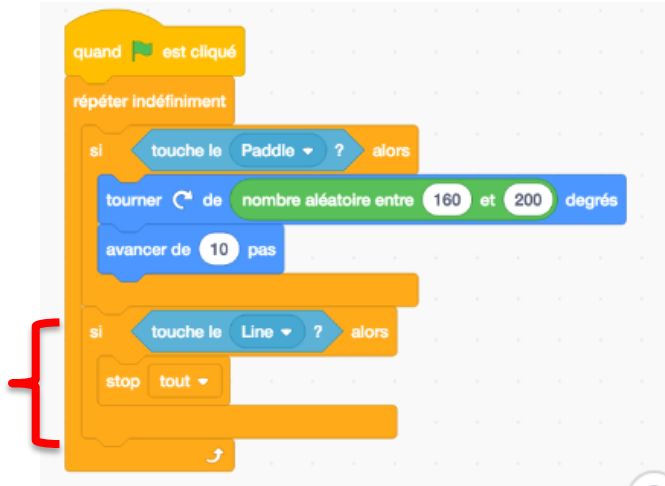 quand est cliqué
répéter indéfiniment
si touche le Paddle ? alors
tourner de nombre aléatoire entre 160 et 200 degrés
avancer de 10 pas
si touche le Line ? alors
stop tout